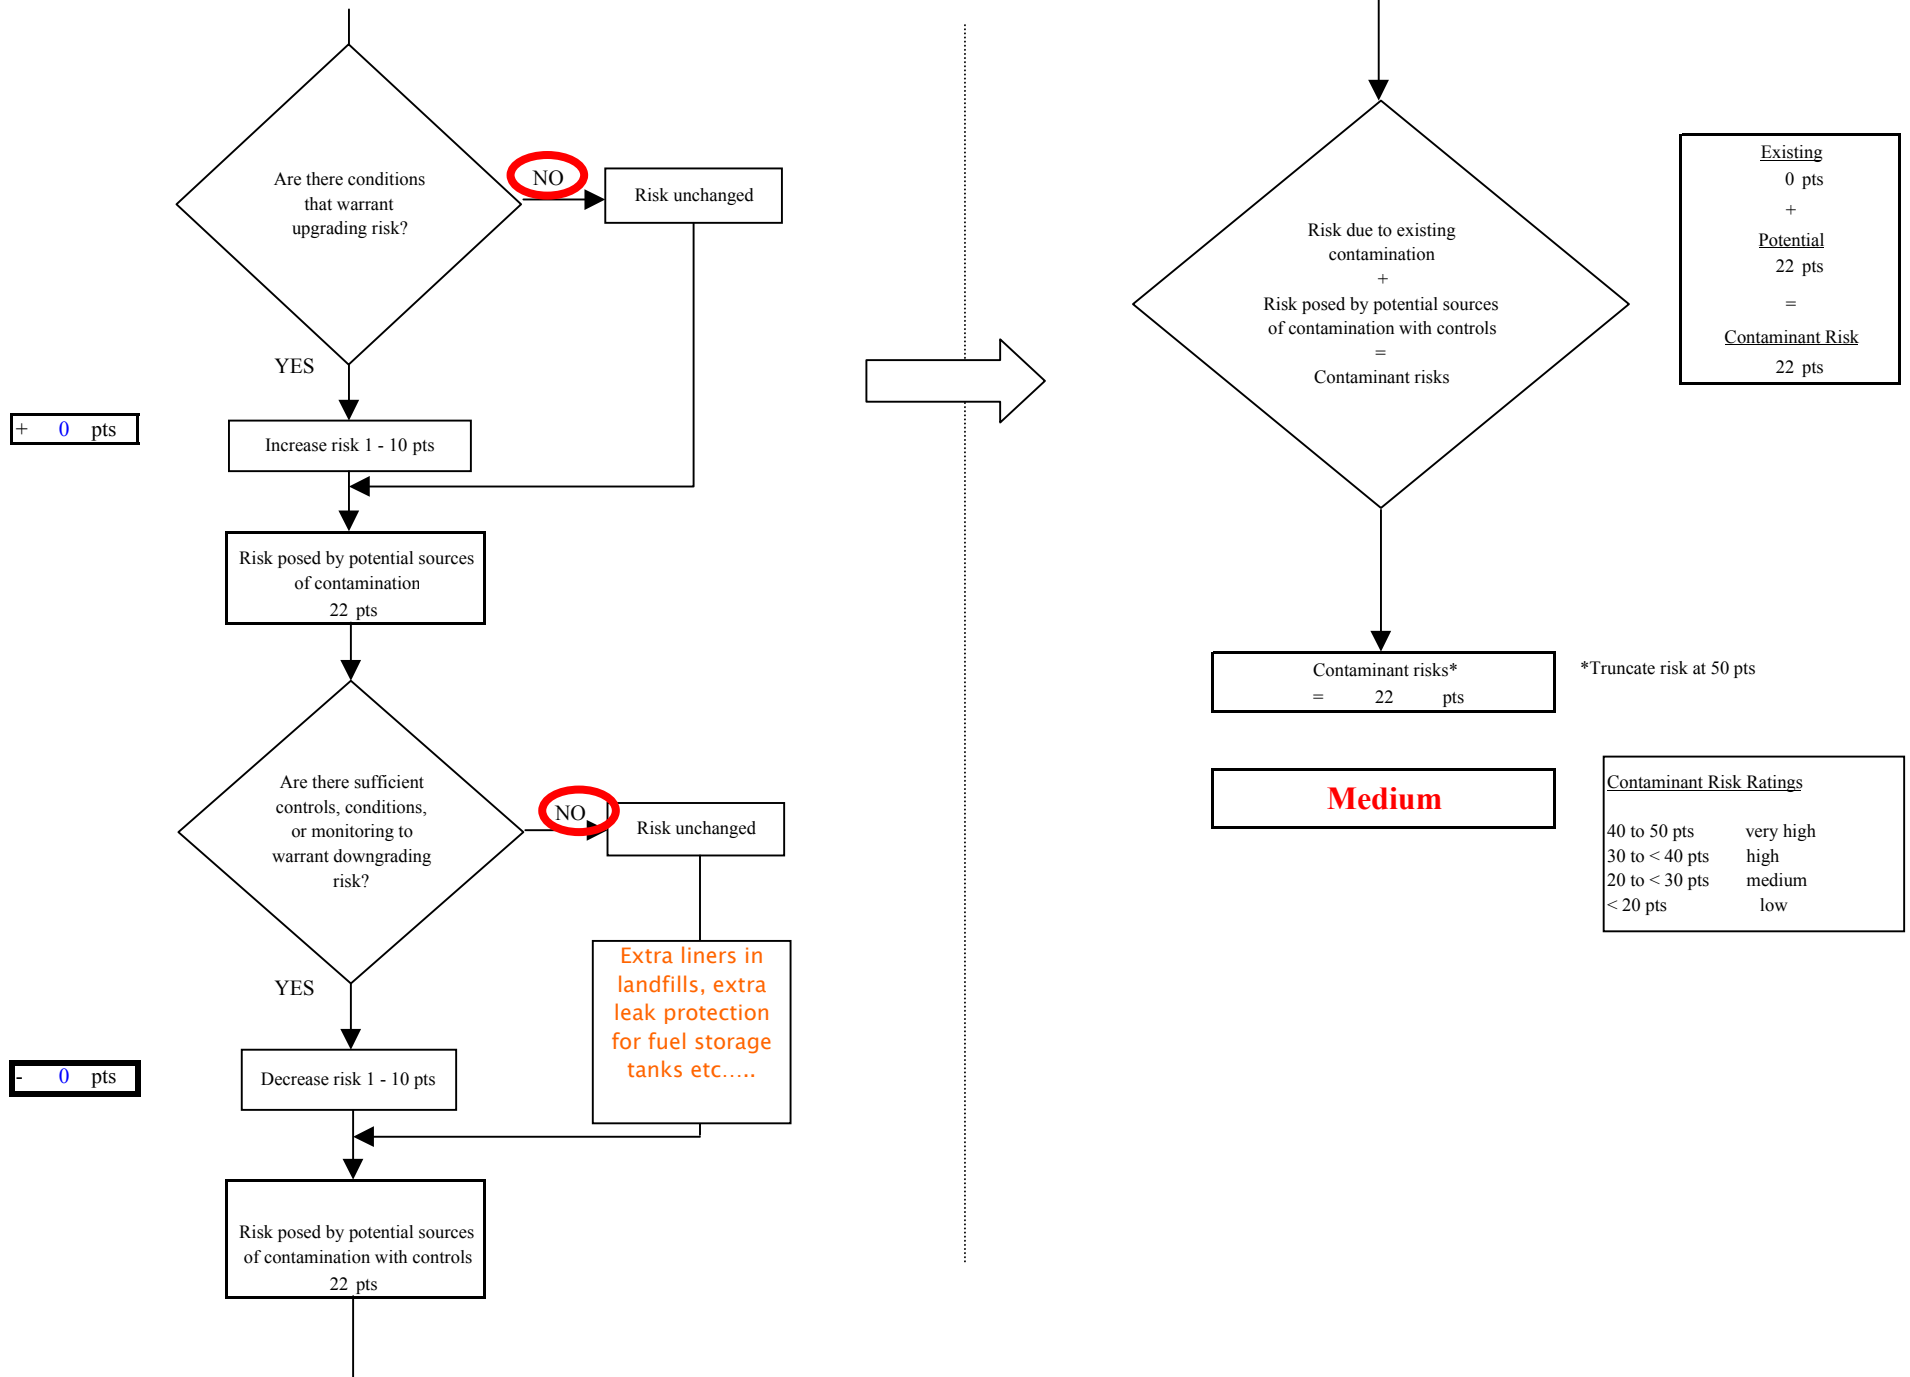 Are there conditions
that warrant
upgrading risk?
NO
Risk unchanged
YES
+ 0 pts
Increase risk 1 - 10 pts
Risk posed by potential sources
of contamination
22 pts
Are there sufficient
controls, conditions,
or monitoring to
warrant downgrading
risk?
NO
Risk unchanged
YES
Extra liners in
landfills, extra
leak protection
for fuel storage
tanks etc…..
- 0 pts
Decrease risk 1 - 10 pts
Risk posed by potential sources
of contamination with controls
22 pts
Risk due to existing
contamination
+
Risk posed by potential sources
of contamination with controls
=
Contaminant risks
Existing
0 pts
+
Potential
22 pts
=
Contaminant Risk
22 pts
Contaminant risks*
= 22 pts
*Truncate risk at 50 pts
Medium
Contaminant Risk Ratings
40 to 50 pts very high
30 to < 40 pts high
20 to < 30 pts medium
< 20 pts low